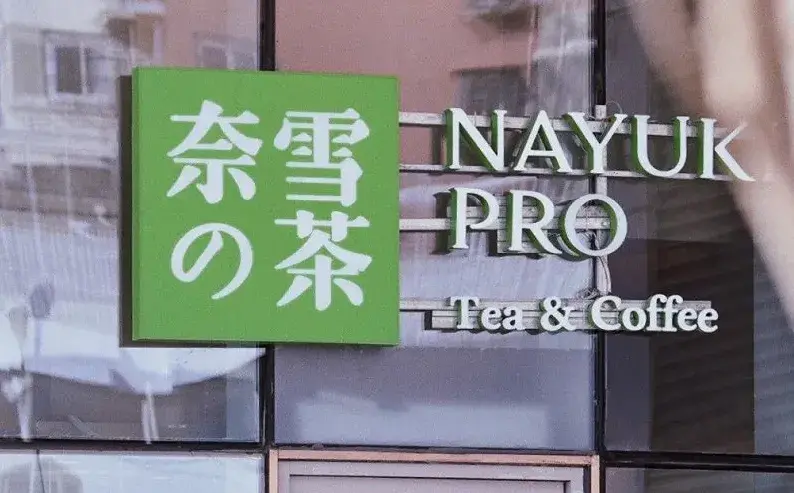 奈雪
の茶
NAYUK
PRO
Tea & Coffee